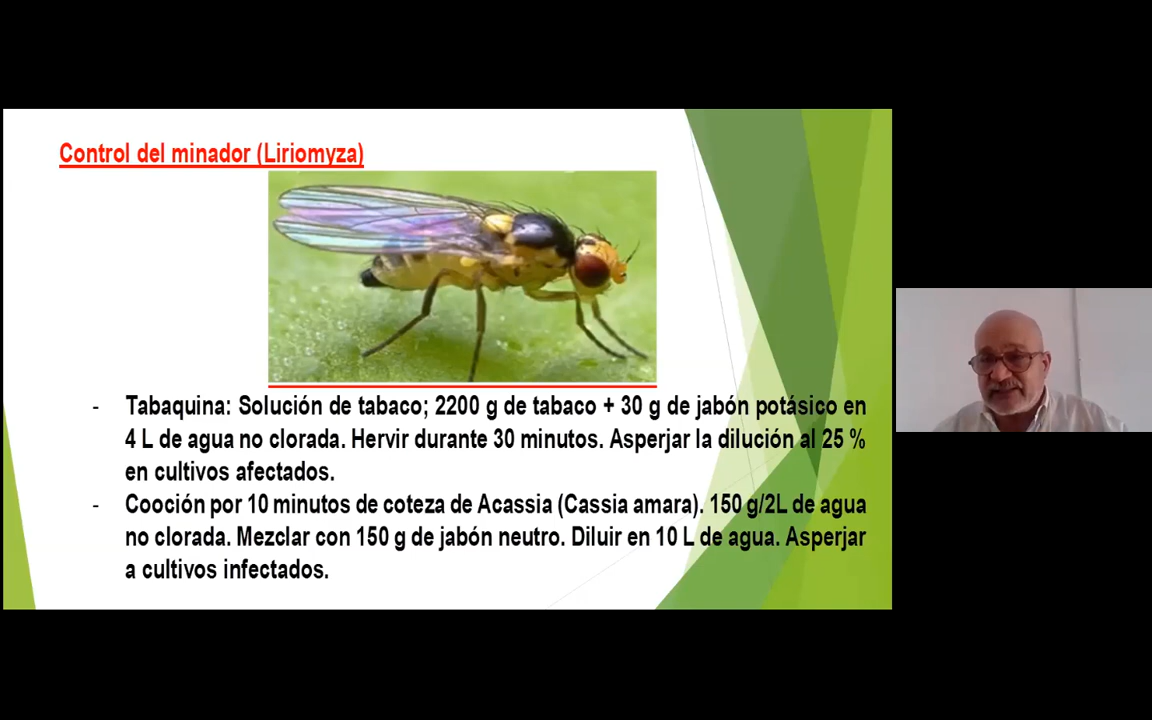 Control del minador (Liriomyza)
- Tabaquina: Solución de tabaco; 2200 g de tabaco + 30 g de jabón potásico en
4 L de agua no clorada. Hervir durante 30 minutos. Asperjar la dilución al 25 %
en cultivos afectados.
- Cooción por 10 minutos de coteza de Acassia (Cassia amara). 150 g/2L de agua
no clorada. Mezclar con 150 g de jabón neutro. Diluir en 10 L de agua. Asperjar
a cultivos infectados.